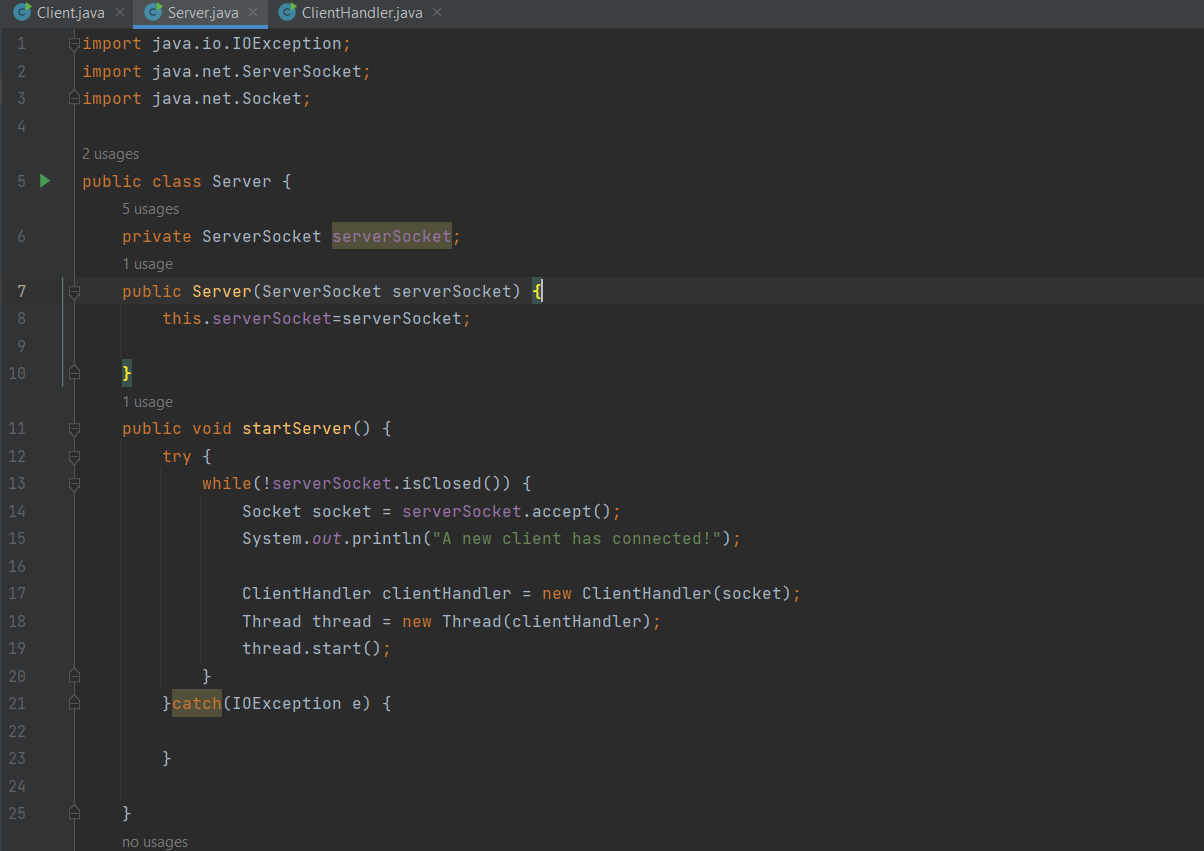 Client.java Server.java ClientHandler.java
1 import java.io.IOException;
2 import java.net.ServerSocket;
3 import java.net.Socket;
4
2 usages
5 public class Server {
5 usages
6 private ServerSocket serverSocket;
1 usage
7 public Server(ServerSocket serverSocket) {
8 this.serverSocket=serverSocket;
9
10 }
1 usage
11 public void startServer() {
12 try {
13 while(!serverSocket.isClosed()) {
14 Socket socket = serverSocket.accept();
15 System.out.println("A new client has connected!");
16
17 ClientHandler clientHandler = new ClientHandler(socket);
18 Thread thread = new Thread(clientHandler);
19 thread.start();
20 }
21 }catch(IOException e) {
22
23 }
24
25 }
no usages